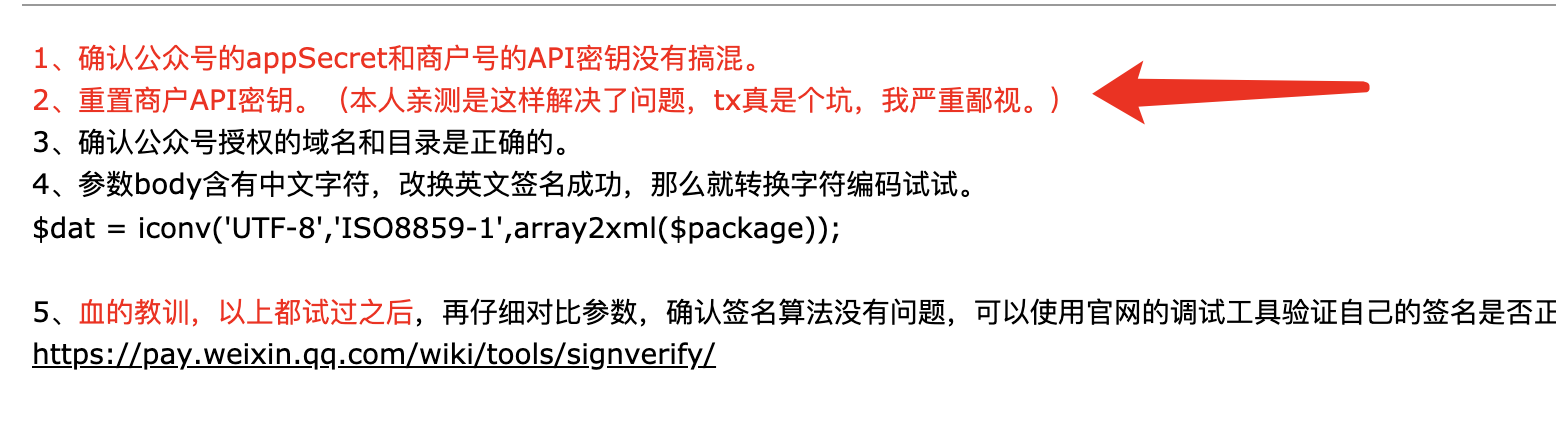 1、确认公众号的appSecret和商户号的API密钥没有搞混。
2、重置商户API密钥。（本人亲测是这样解决了问题，tx真是个坑，我严重鄙视。）
3、确认公众号授权的域名和目录是正确的。
4、参数body含有中文字符，改换英文签名成功，那么就转换字符编码试试。
$dat = iconv('UTF-8','ISO8859-1',array2xml($package));
5、血的教训，以上都试过之后，再仔细对比参数，确认签名算法没有问题，可以使用官网的调试工具验证自己的签名是否正
https://pay.weixin.qq.com/wiki/tools/signverify/